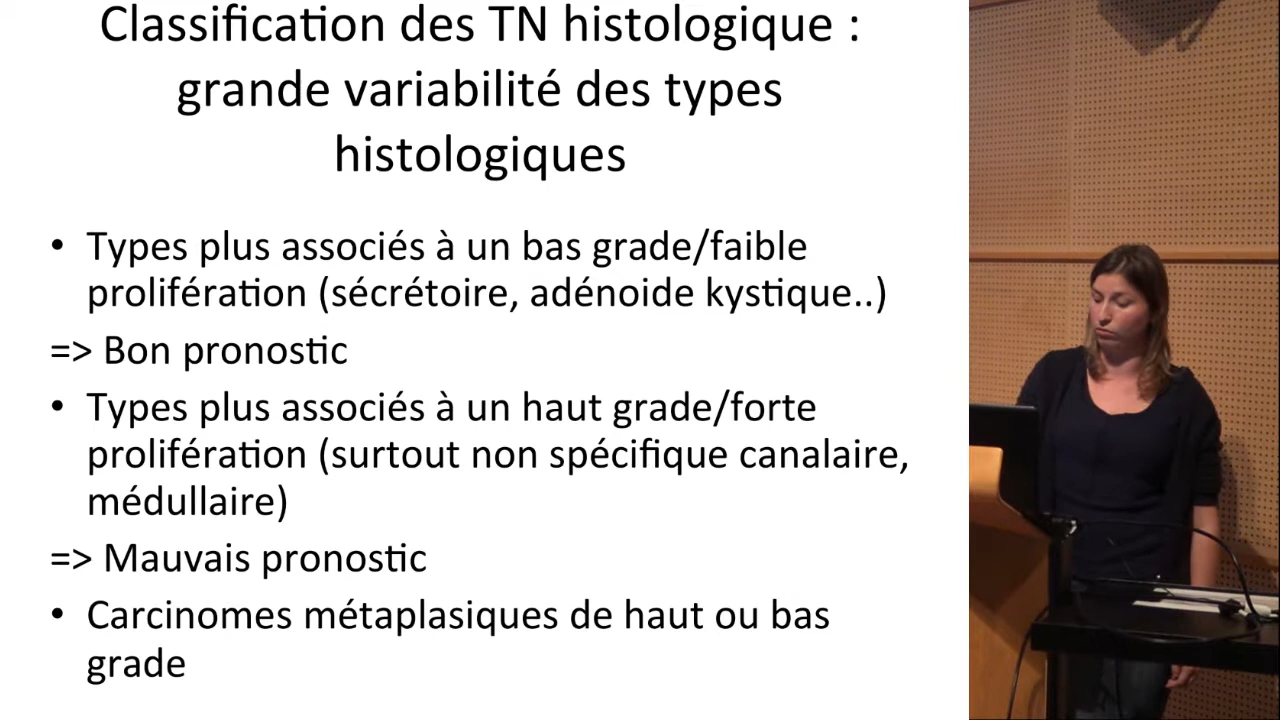 Classification des TN histologique :
grande variabilité des types
histologiques
• Types plus associés à un bas grade/faible
prolifération (sécrétoire, adénoide kystique..)
=> Bon pronostic
• Types plus associés à un haut grade/forte
prolifération (surtout non spécifique canalaire,
médullaire)
=> Mauvais pronostic
• Carcinomes métaplasiques de haut ou bas
grade